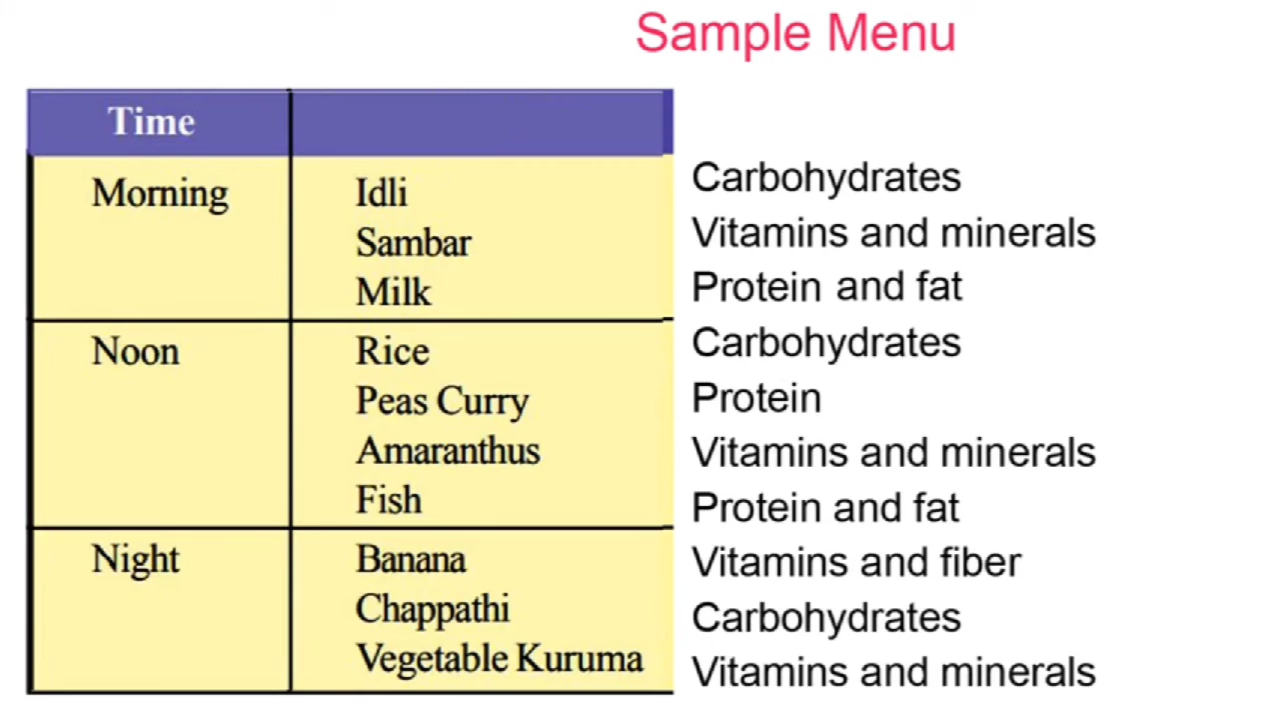 Sample Menu
Time
Morning Idli Carbohydrates
Sambar Vitamins and minerals
Milk Protein and fat
Noon Rice Carbohydrates
Peas Curry Protein
Amaranthus Vitamins and minerals
Fish Protein and fat
Night Banana Vitamins and fiber
Chappathi Carbohydrates
Vegetable Kuruma Vitamins and minerals